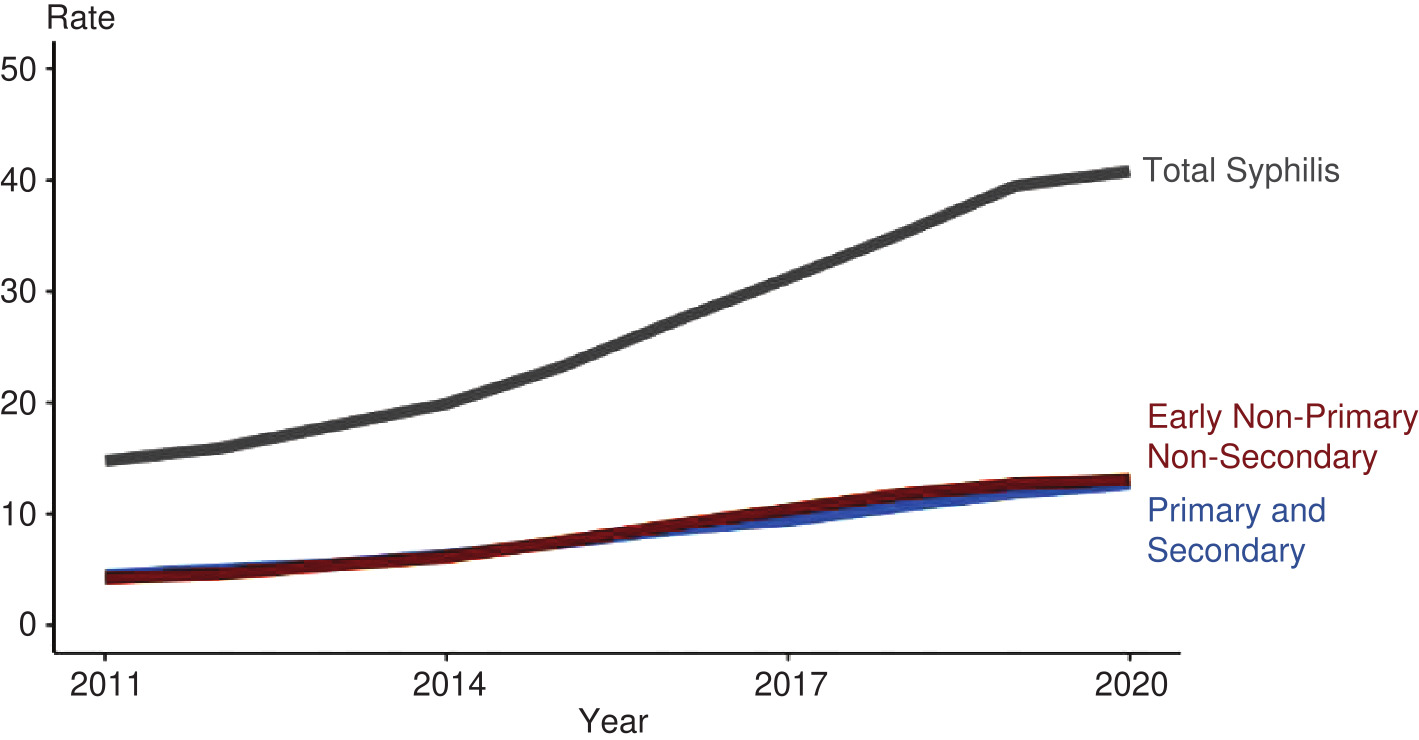 Rate
50
40
30
20
10
0
Total Syphilis
Early Non-Primary
Non-Secondary
Primary and
Secondary
2011 2014 2017 2020
Year